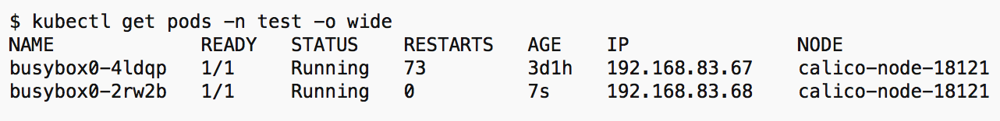 $ kubectl get pods -n test -o wide
NAME             READY   STATUS    RESTARTS   AGE    IP               NODE
busybox0-4ldqp   1/1     Running   73         3d1h   192.168.83.67    calico-node-18121
busybox0-2rw2b   1/1     Running   0          7s     192.168.83.68    calico-node-18121